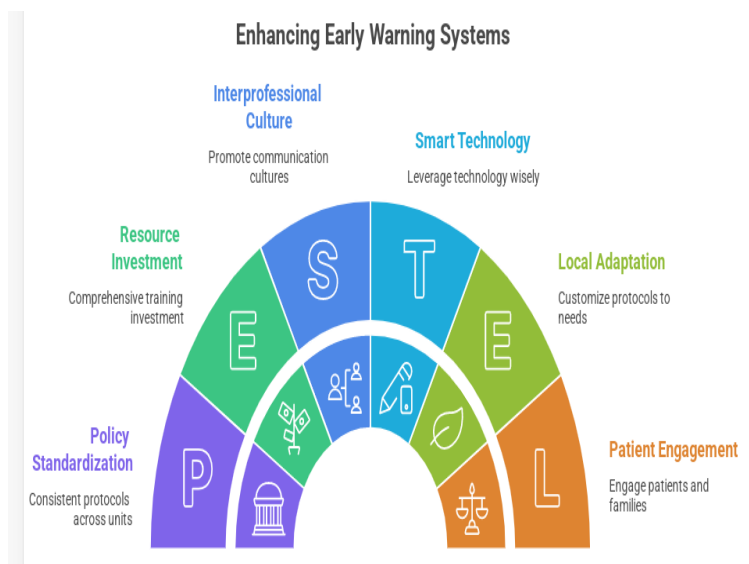 Enhancing Early Warning Systems
Interprofessional
Culture
Promote communication
cultures
Smart Technology
Leverage technology wisely
Resource
Investment
Comprehensive training
investment
Local Adaptation
Customize protocols to
needs
Policy
Standardization
Consistent protocols
across units
Patient Engagement
Engage patients and
families
P
E
S
T
E
L